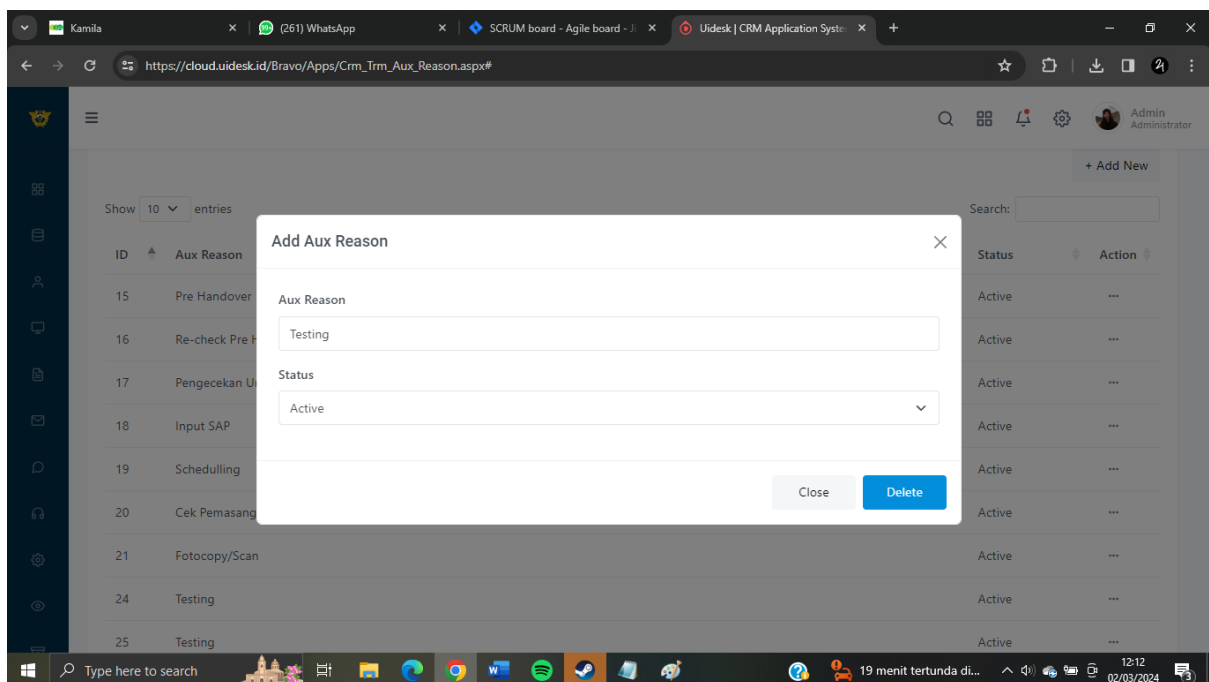 Kamila
(261) WhatsApp
SCRUM board - Agile board - Ji
Uidesk | CRM Application Syste
https://cloud.uidesk.id/Bravo/Apps/Crm_Trm_Aux_Reason.aspx#
Admin
Administrator
+ Add New
Show 10 entries
Search:
ID Aux Reason Status Action
15 Pre Handover Active ...
16 Re-check Pre H Active ...
17 Pengecekan Active ...
18 Input SAP Active ...
19 Schedulling Active ...
20 Cek Pemasang Active ...
21 Fotocopy/Scan Active ...
24 Testing Active ...
25 Testing Active ...
Add Aux Reason
Aux Reason
Testing
Status
Active
Close Delete
Type here to search
19 menit tertunda di...
12:12
02/03/2024
3